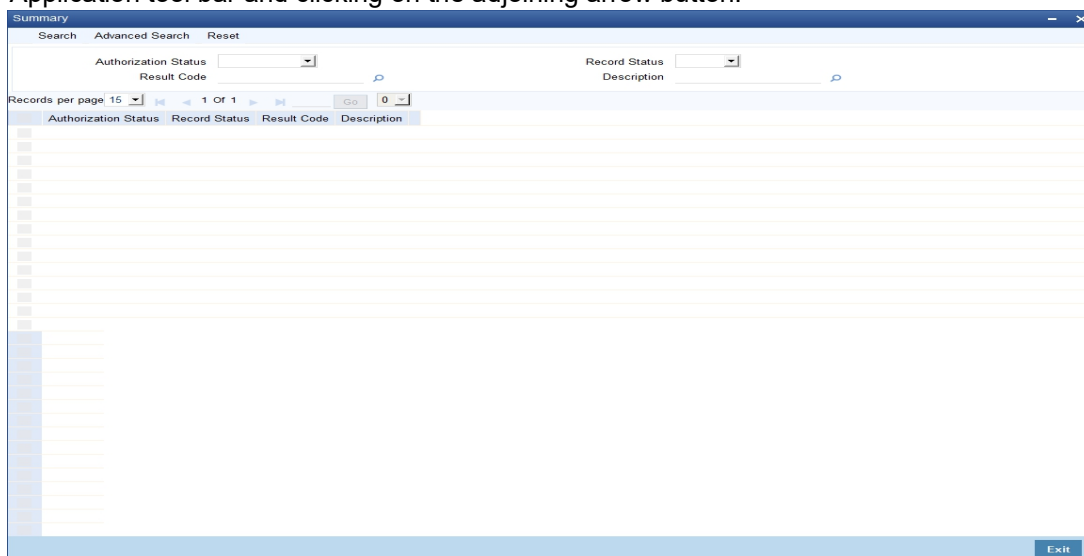 Application tool bar and clicking on the adjoining arrow button.
Summary
Search Advanced Search Reset
Authorization Status Record Status
Result Code Description
Records per page 15 1 Of 1 Go 0
Authorization Status Record Status Result Code Description
Exit